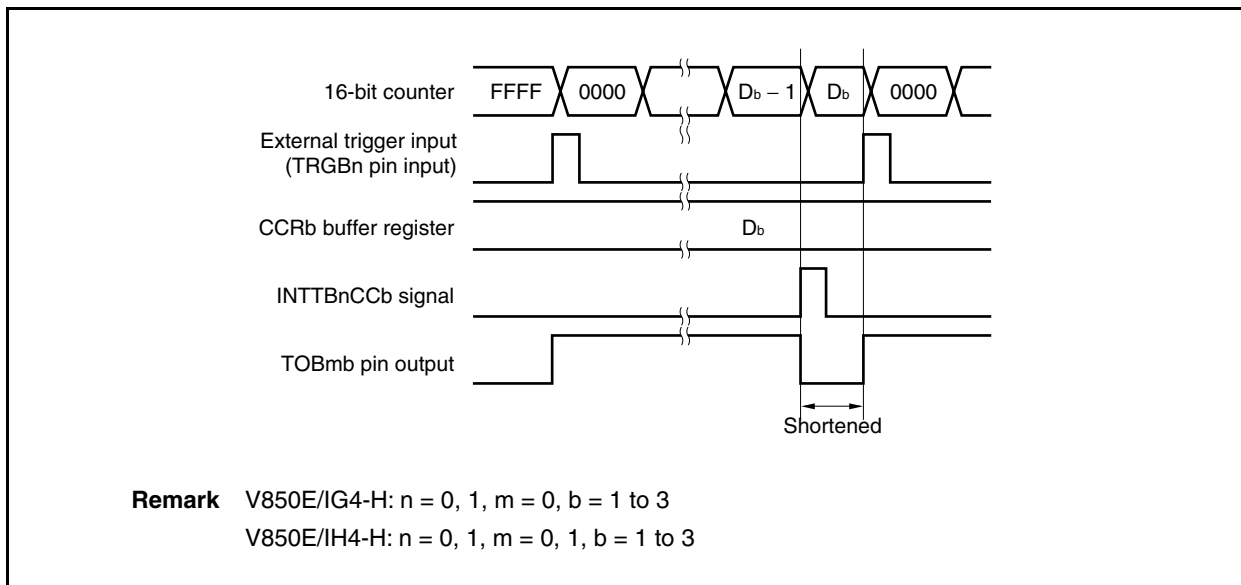 16-bit counter FFFF 0000 Db − 1 Db 0000
External trigger input
(TRGBn pin input)
CCRb buffer register Db
INTTBnCCb signal
TOBmb pin output
Shortened
Remark V850E/IG4-H: n = 0, 1, m = 0, b = 1 to 3
V850E/IH4-H: n = 0, 1, m = 0, 1, b = 1 to 3